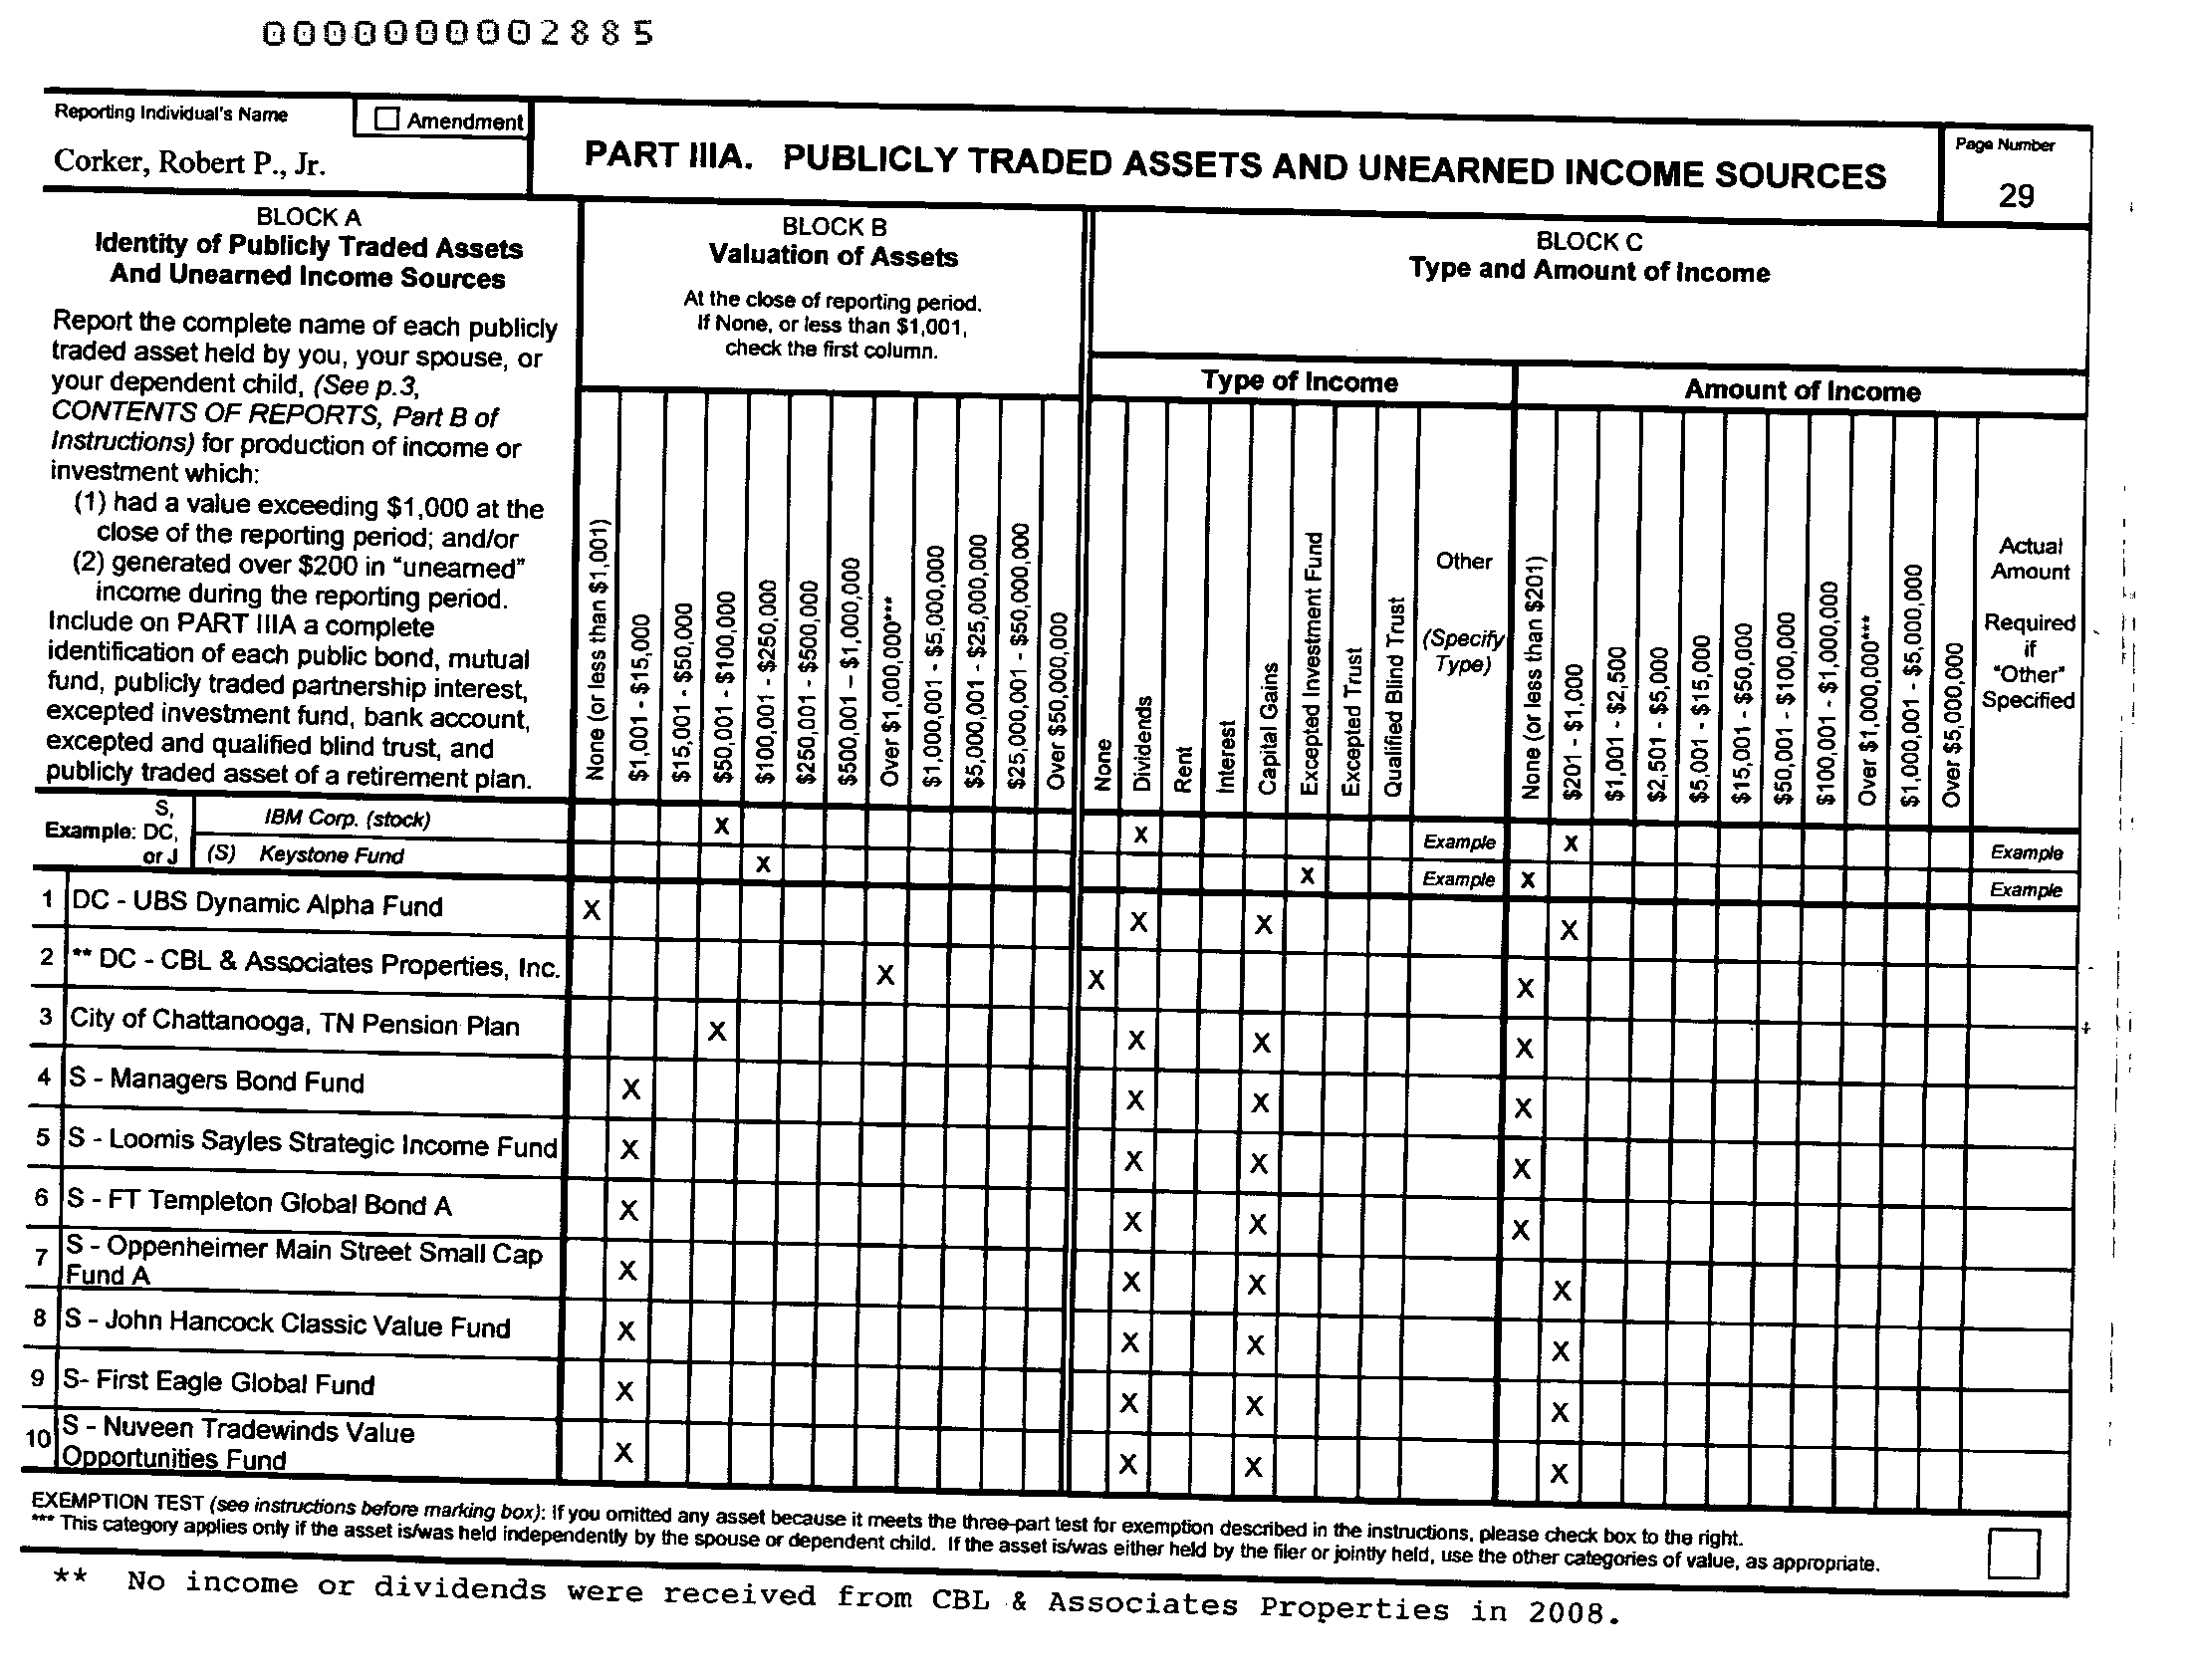 0000000002885
Reporting Individual's Name
☐ Amendment
Corker, Robert P., Jr.
PART IIIA. PUBLICLY TRADED ASSETS AND UNEARNED INCOME SOURCES
Page Number
29
BLOCK A
Identity of Publicly Traded Assets
And Unearned Income Sources
Report the complete name of each publicly
traded asset held by you, your spouse, or
your dependent child, (See p.3,
CONTENTS OF REPORTS, Part B of
Instructions) for production of income or
investment which:
(1) had a value exceeding $1,000 at the
close of the reporting period; and/or
(2) generated over $200 in "unearned"
income during the reporting period.
Include on PART IIIA a complete
identification of each public bond, mutual
fund, publicly traded partnership interest,
excepted investment fund, bank account,
excepted and qualified blind trust, and
publicly traded asset of a retirement plan.
BLOCK B
Valuation of Assets
At the close of reporting period.
If None, or less than $1,001,
check the first column.
None (or less than $1,001)
$1,001 - $15,000
$15,001 - $50,000
$50,001 - $100,000
$100,001 - $250,000
$250,001 - $500,000
$500,001 – $1,000,000
Over $1,000,000***
$1,000,001 - $5,000,000
$5,000,001 - $25,000,000
$25,000,001 - $50,000,000
Over $50,000,000
BLOCK C
Type and Amount of Income
Type of Income
None
Dividends
Rent
Interest
Capital Gains
Excepted Investment Fund
Excepted Trust
Qualified Blind Trust
Other
(Specify
Type)
Amount of Income
None (or less than $201)
$201 - $1,000
$1,001 - $2,500
$2,501 - $5,000
$5,001 - $15,000
$15,001 - $50,000
$50,001 - $100,000
$100,001 - $1,000,000
Over $1,000,000***
$1,000,001 - $5,000,000
Over $5,000,000
Actual
Amount
Required
if
"Other"
Specified
Example: S, DC, or J
IBM Corp. (stock) X X Example X Example
(S) Keystone Fund X X Example X Example
1 DC - UBS Dynamic Alpha Fund X X X X
2 ** DC - CBL & Associates Properties, Inc. X X X
3 City of Chattanooga, TN Pension Plan X X X X
4 S - Managers Bond Fund X X X X
5 S - Loomis Sayles Strategic Income Fund X X X X
6 S - FT Templeton Global Bond A X X X X
7 S - Oppenheimer Main Street Small Cap
Fund A X X X X
8 S - John Hancock Classic Value Fund X X X X
9 S- First Eagle Global Fund X X X X
10 S - Nuveen Tradewinds Value
Opportunities Fund X X X X
EXEMPTION TEST (see instructions before marking box): If you omitted any asset because it meets the three-part test for exemption described in the instructions, please check box to the right.
*** This category applies only if the asset is/was held independently by the spouse or dependent child. If the asset is/was either held by the filer or jointly held, use the other categories of value, as appropriate.
** No income or dividends were received from CBL & Associates Properties in 2008.